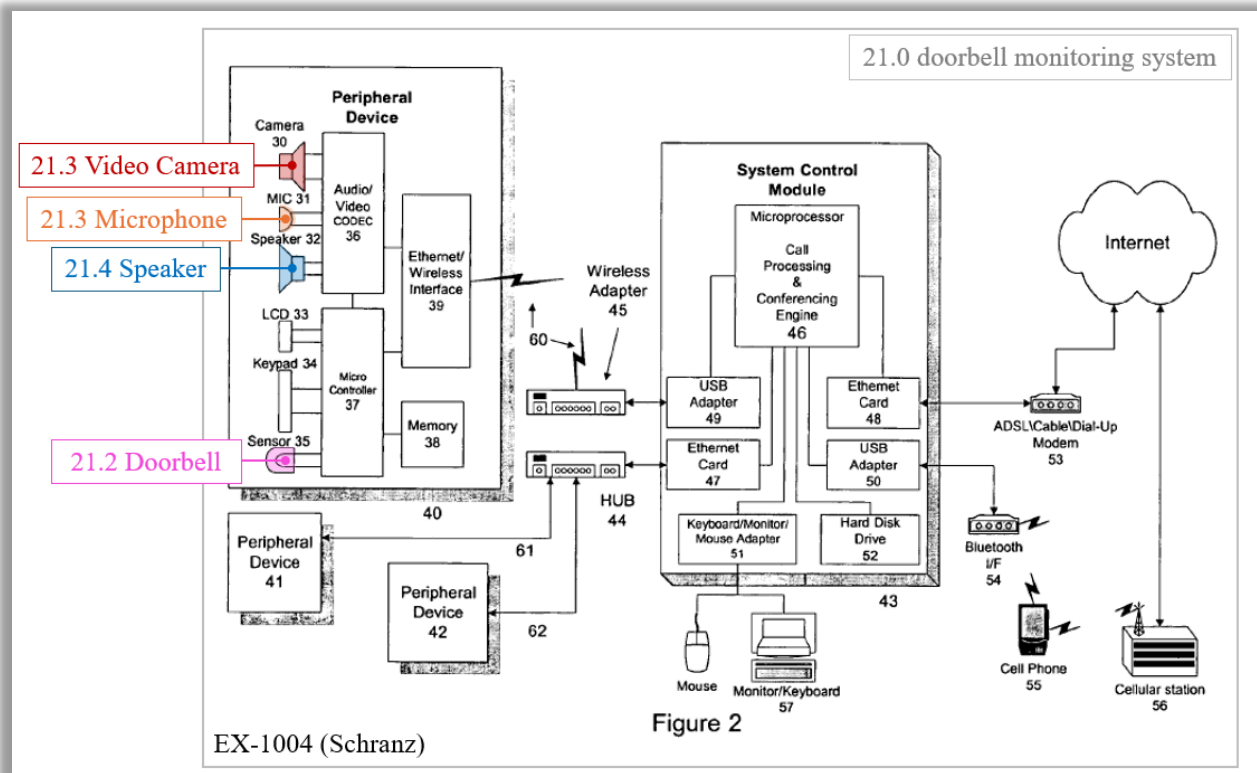 21.0 doorbell monitoring system
Peripheral
Device
Camera
30
21.3 Video Camera
MIC 31
21.3 Microphone
Speaker 32
21.4 Speaker
Audio/
Video
CODEC
36
Ethernet/
Wireless
Interface
39
LCD 33
Keypad 34
Micro
Controller
37
Memory
38
Sensor 35
21.2 Doorbell
40
Wireless
Adapter
45
60
HUB
44
System Control
Module
Microprocessor
Call
Processing
&
Conferencing
Engine
46
USB
Adapter
49
Ethernet
Card
48
Ethernet
Card
47
USB
Adapter
50
Keyboard/Monitor/
Mouse Adapter
51
Hard Disk
Drive
52
43
Internet
ADSL\Cable\Dial-Up
Modem
53
Bluetooth
I/F
54
Cell Phone
55
Cellular station
56
Peripheral
Device
41
61
Peripheral
Device
42
62
Mouse
Monitor/Keyboard
57
Figure 2
EX-1004 (Schranz)